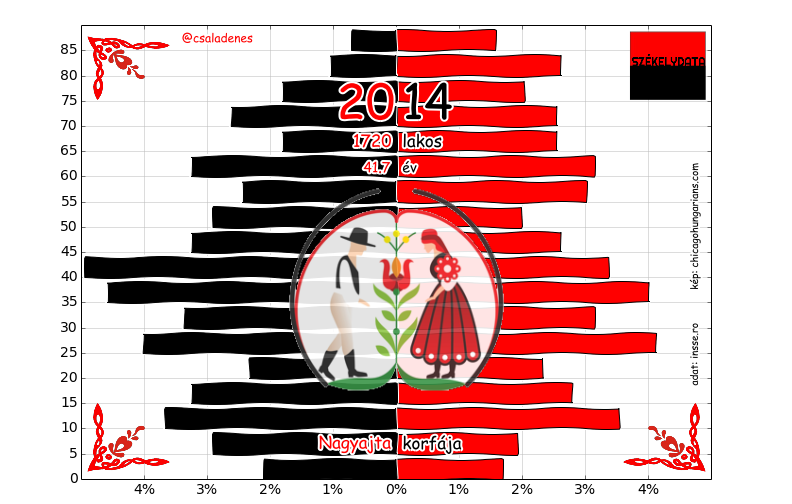 @csaladenes
SZÉKELYDATA
2014
1720 lakos
41.7 év
kép: chicagohungarians.com
adat: insse.ro
Nagyajta korfája
85
80
75
70
65
60
55
50
45
40
35
30
25
20
15
10
5
0
4% 3% 2% 1% 0% 1% 2% 3% 4%